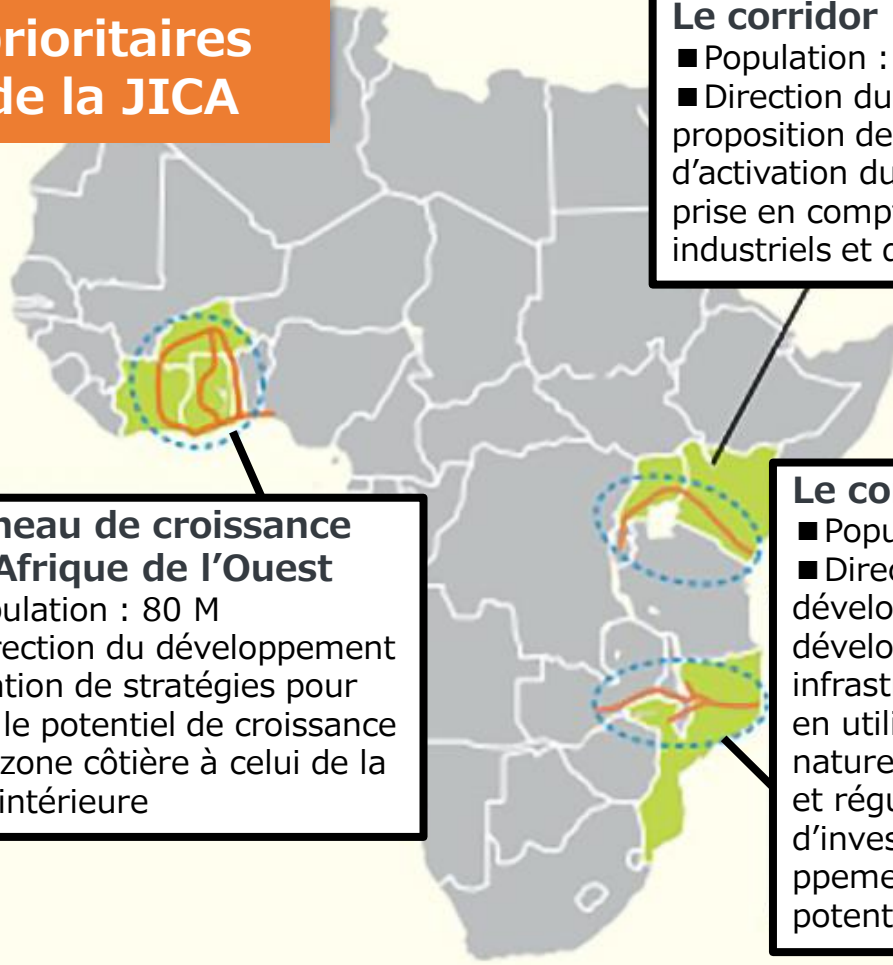 prioritaires
de la JICA
Le corridor
■Population :
■Direction du
proposition de
d’activation du
prise en comp
industriels et
neau de croissance
Afrique de l’Ouest
pulation : 80 M
rection du développement
ation de stratégies pour
le potentiel de croissance
zone côtière à celui de la
intérieure
Le co
■Popu
■Direc
dévelo
dévelo
infrast
en utili
nature
et régu
d’inves
ppeme
potent